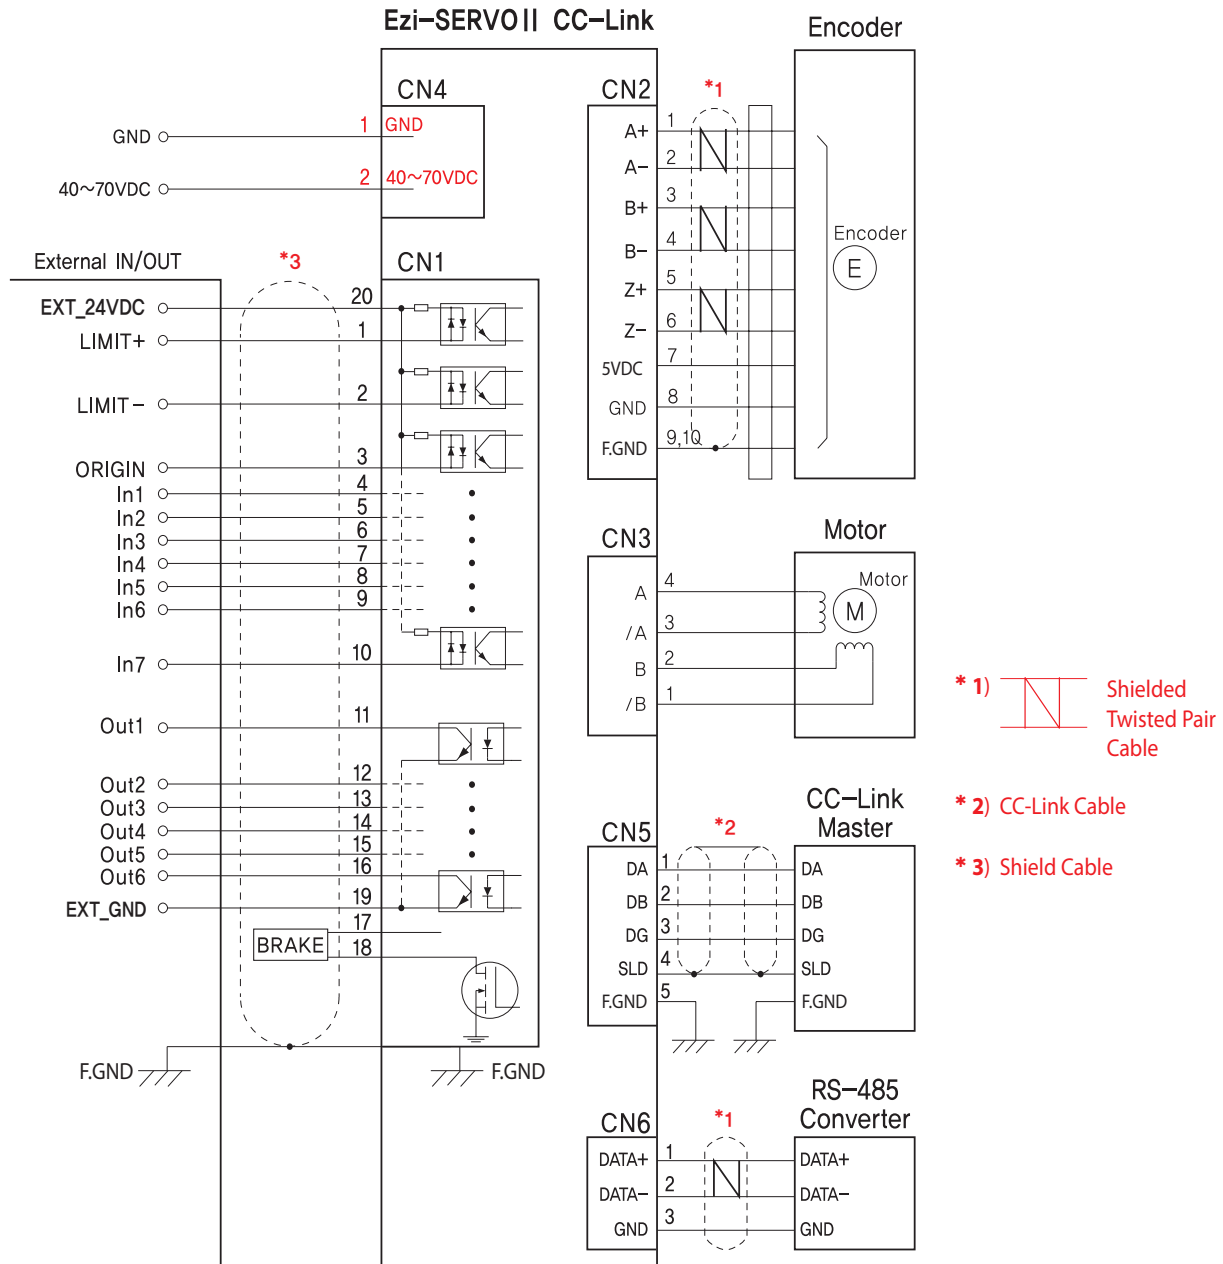 Ezi-SERVOII CC-Link
CN4
GND
1 GND
40~70VDC
2 40~70VDC
External IN/OUT
*3
CN1
EXT_24VDC 20
LIMIT+ 1
LIMIT- 2
ORIGIN 3
In1 4
In2 5
In3 6
In4 7
In5 8
In6 9
In7 10
Out1 11
Out2 12
Out3 13
Out4 14
Out5 15
Out6 16
EXT_GND 19
BRAKE 17
18
F.GND
F.GND
Encoder
CN2
*1
A+ 1
A- 2
B+ 3
B- 4
Z+ 5
Z- 6
5VDC 7
GND 8
F.GND 9,10
Encoder
E
CN3
Motor
A 4
/A 3
B 2
/B 1
Motor
M
CN5
*2
CC-Link
Master
DA 1 DA
DB 2 DB
DG 3 DG
SLD 4 SLD
F.GND 5 F.GND
CN6
*1
RS-485
Converter
DATA+ 1 DATA+
DATA- 2 DATA-
GND 3 GND
* 1) Shielded
Twisted Pair
Cable
* 2) CC-Link Cable
* 3) Shield Cable